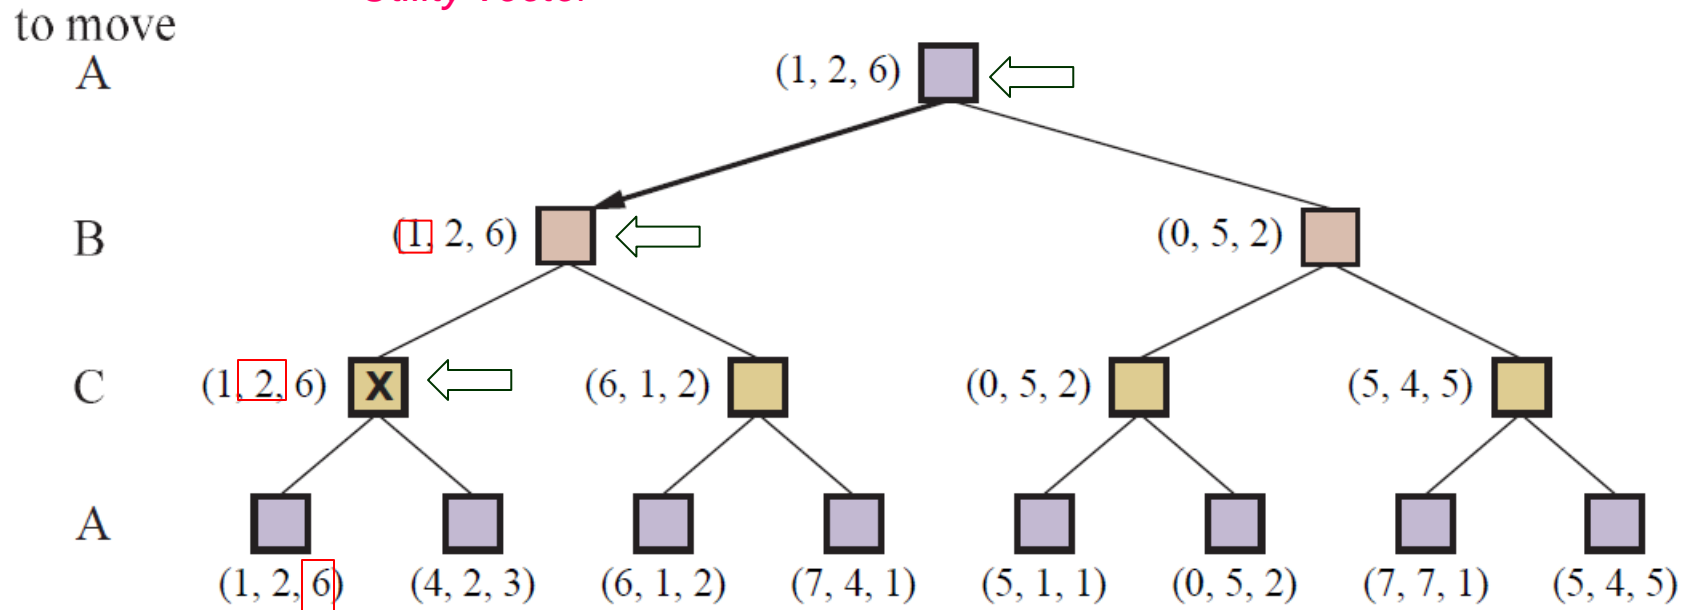 Utility Vector
to move
A (1, 2, 6)
B (1, 2, 6) (0, 5, 2)
C (1, 2, 6) X (6, 1, 2) (0, 5, 2) (5, 4, 5)
A
(1, 2, 6) (4, 2, 3) (6, 1, 2) (7, 4, 1) (5, 1, 1) (0, 5, 2) (7, 7, 1) (5, 4, 5)